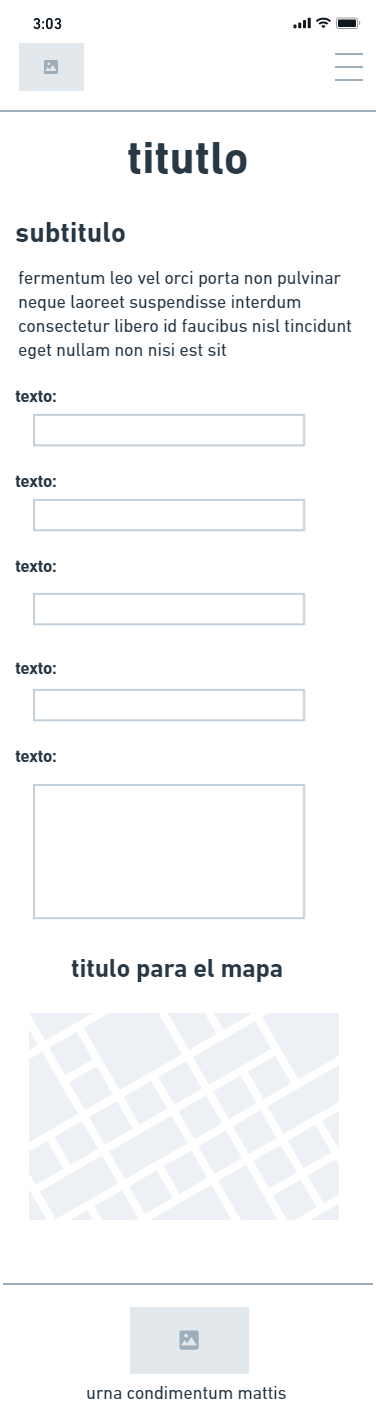 3:03
titutlo
subtitulo
fermentum leo vel orci porta non pulvinar
neque laoreet suspendisse interdum
consectetur libero id faucibus nisl tincidunt
eget nullam non nisi est sit
texto:
texto:
texto:
texto:
texto:
titulo para el mapa
urna condimentum mattis